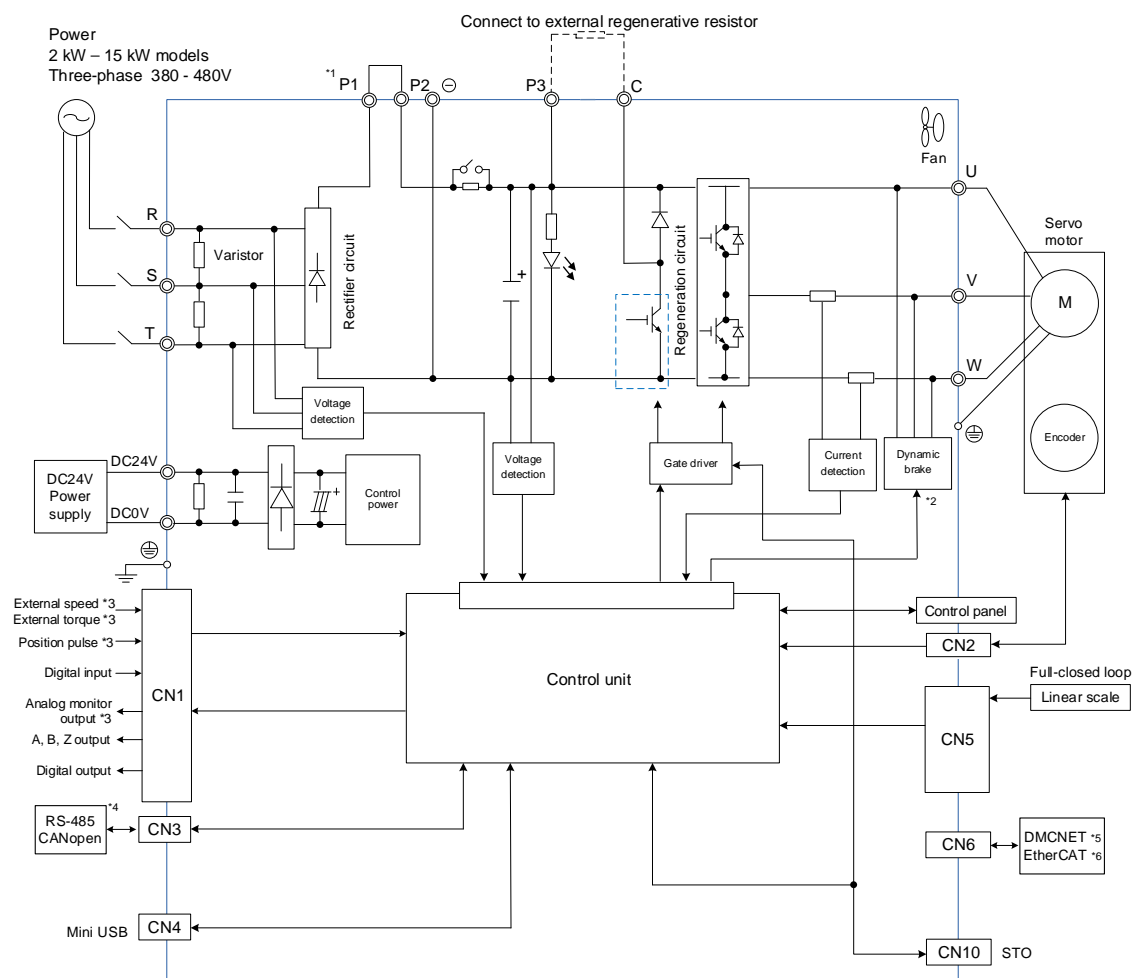 Connect to external regenerative resistor
Power
2 kW – 15 kW models
Three-phase 380 - 480V
*1 P1
P2
⊖
P3
C
Fan
U
R
Varistor
Rectifier circuit
Regeneration circuit
Servo
motor
S
V
M
T
W
Voltage
detection
Encoder
DC24V
DC24V
Power
supply
DC0V
Control
power
Voltage
detection
Gate driver
Current
detection
Dynamic
brake
*2
External speed *3
External torque *3
Position pulse *3
Digital input
Analog monitor
output *3
A, B, Z output
Digital output
CN1
Control unit
Control panel
CN2
Full-closed loop
Linear scale
CN5
RS-485
CANopen
*4
CN3
CN6
DMCNET *5
EtherCAT *6
Mini USB
CN4
CN10
STO